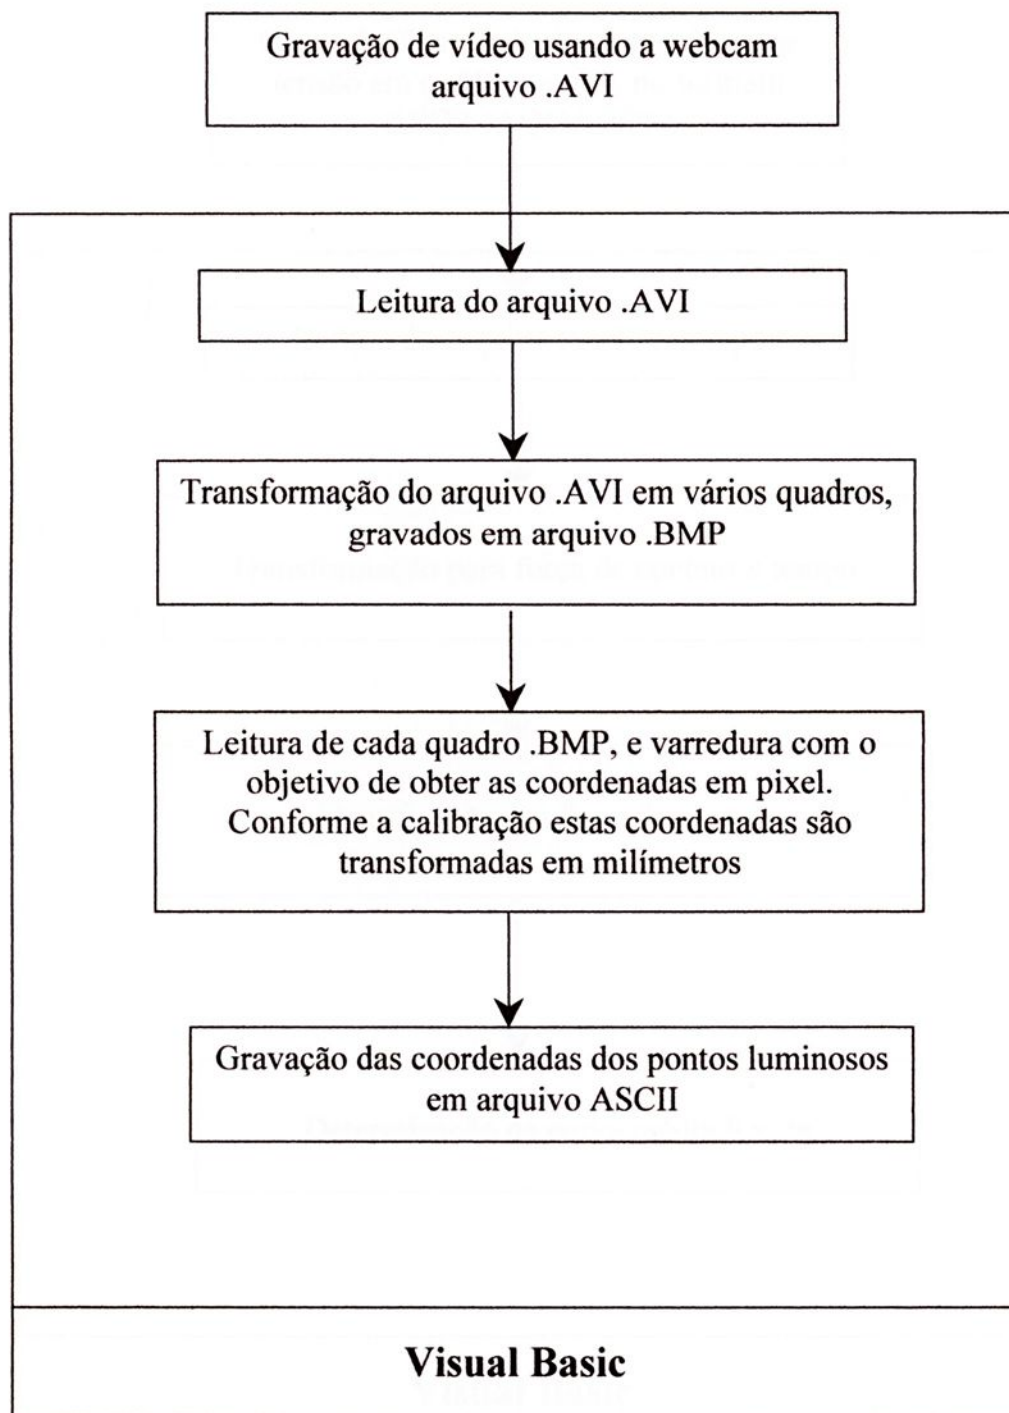 Gravação de vídeo usando a webcam
arquivo .AVI
Leitura do arquivo .AVI
Transformação do arquivo .AVI em vários quadros,
gravados em arquivo .BMP
Leitura de cada quadro .BMP, e varredura com o
objetivo de obter as coordenadas em pixel.
Conforme a calibração estas coordenadas são
transformadas em milímetros
Gravação das coordenadas dos pontos luminosos
em arquivo ASCII
Visual Basic